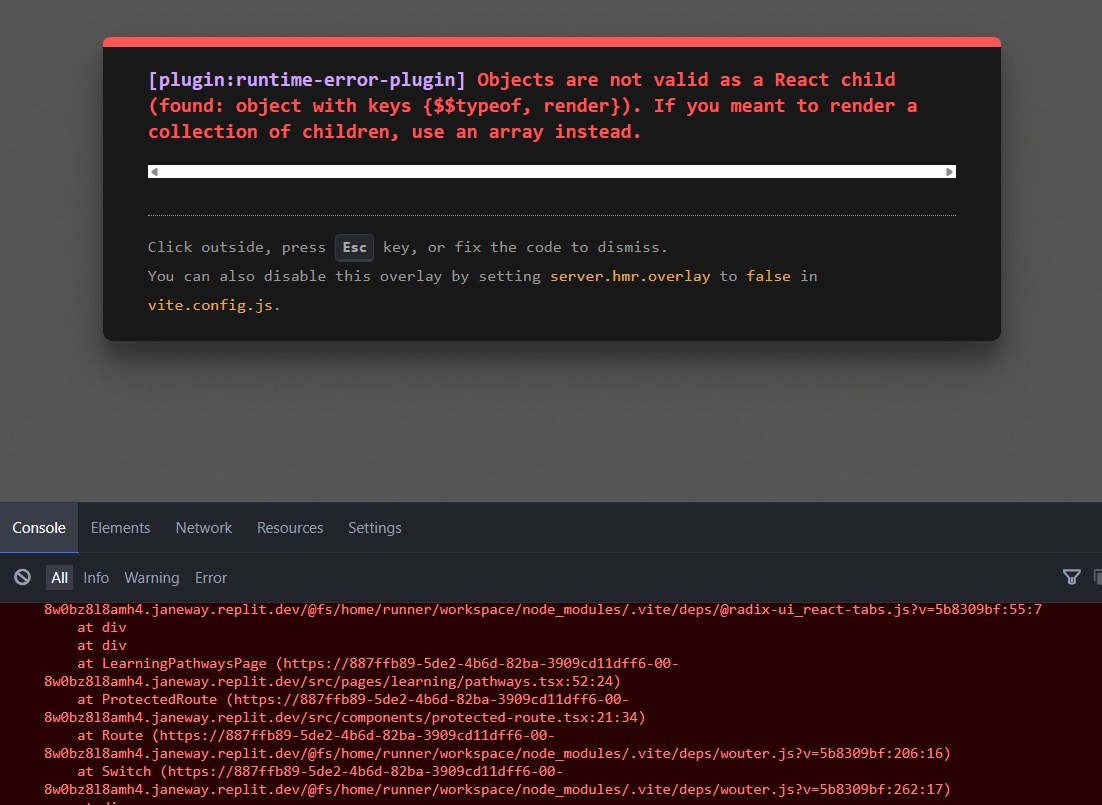 [plugin:runtime-error-plugin] Objects are not valid as a React child
(found: object with keys {$$typeof, render}). If you meant to render a
collection of children, use an array instead.
Click outside, press Esc key, or fix the code to dismiss.
You can also disable this overlay by setting server.hmr.overlay to false in
vite.config.js.
Console Elements Network Resources Settings
All Info Warning Error
8w0bz8l8amh4.janeway.replit.dev/@fs/home/runner/workspace/node_modules/.vite/deps/@radix-ui_react-tabs.js?v=5b8309bf:55:7
at div
at div
at LearningPathwaysPage (https://887ffb89-5de2-4b6d-82ba-3909cd11dff6-00-
8w0bz8l8amh4.janeway.replit.dev/src/pages/learning/pathways.tsx:52:24)
at ProtectedRoute (https://887ffb89-5de2-4b6d-82ba-3909cd11dff6-00-
8w0bz8l8amh4.janeway.replit.dev/src/components/protected-route.tsx:21:34)
at Route (https://887ffb89-5de2-4b6d-82ba-3909cd11dff6-00-
8w0bz8l8amh4.janeway.replit.dev/@fs/home/runner/workspace/node_modules/.vite/deps/wouter.js?v=5b8309bf:206:16)
at Switch (https://887ffb89-5de2-4b6d-82ba-3909cd11dff6-00-
8w0bz8l8amh4.janeway.replit.dev/@fs/home/runner/workspace/node_modules/.vite/deps/wouter.js?v=5b8309bf:262:17)